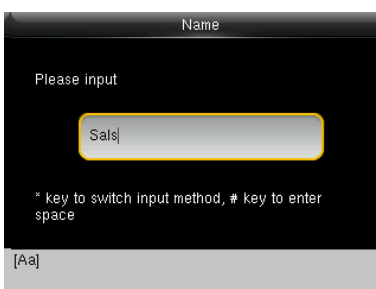 Name
Please input
Sals
* key to switch input method, # key to enter
space
[Aa]